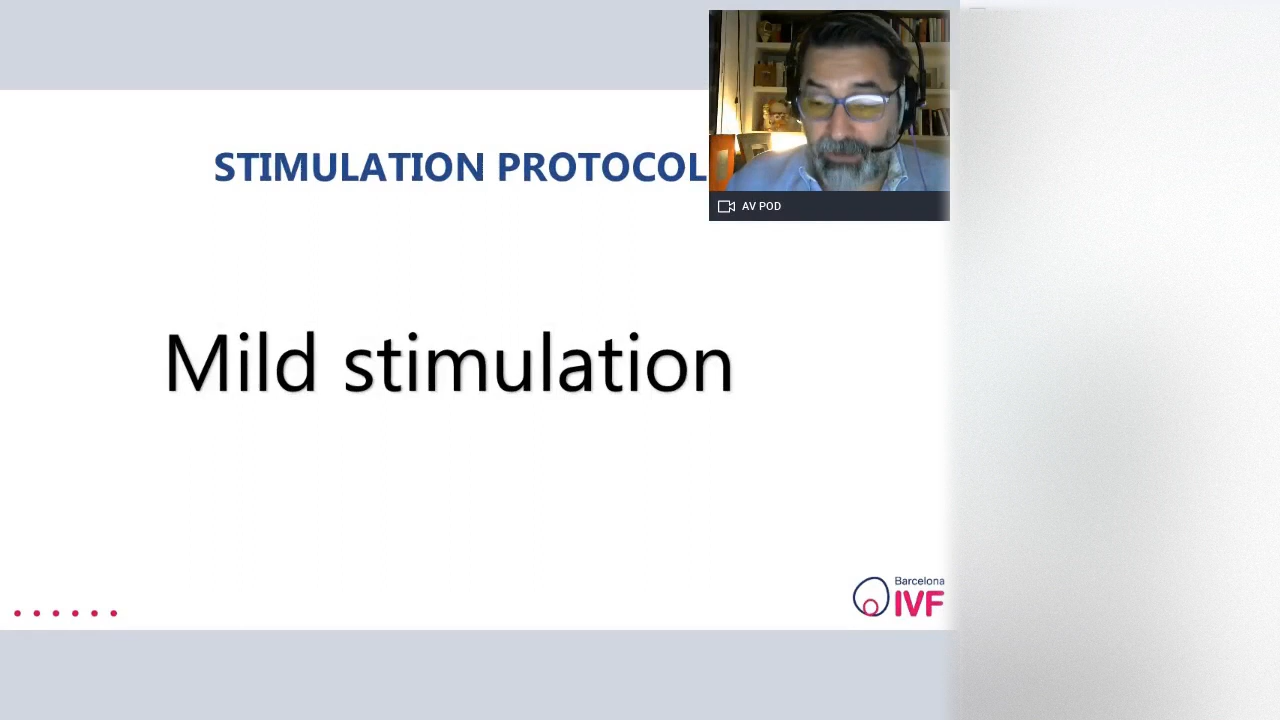 STIMULATION PROTOCOL
AV POD
Mild stimulation
Barcelona
IVF